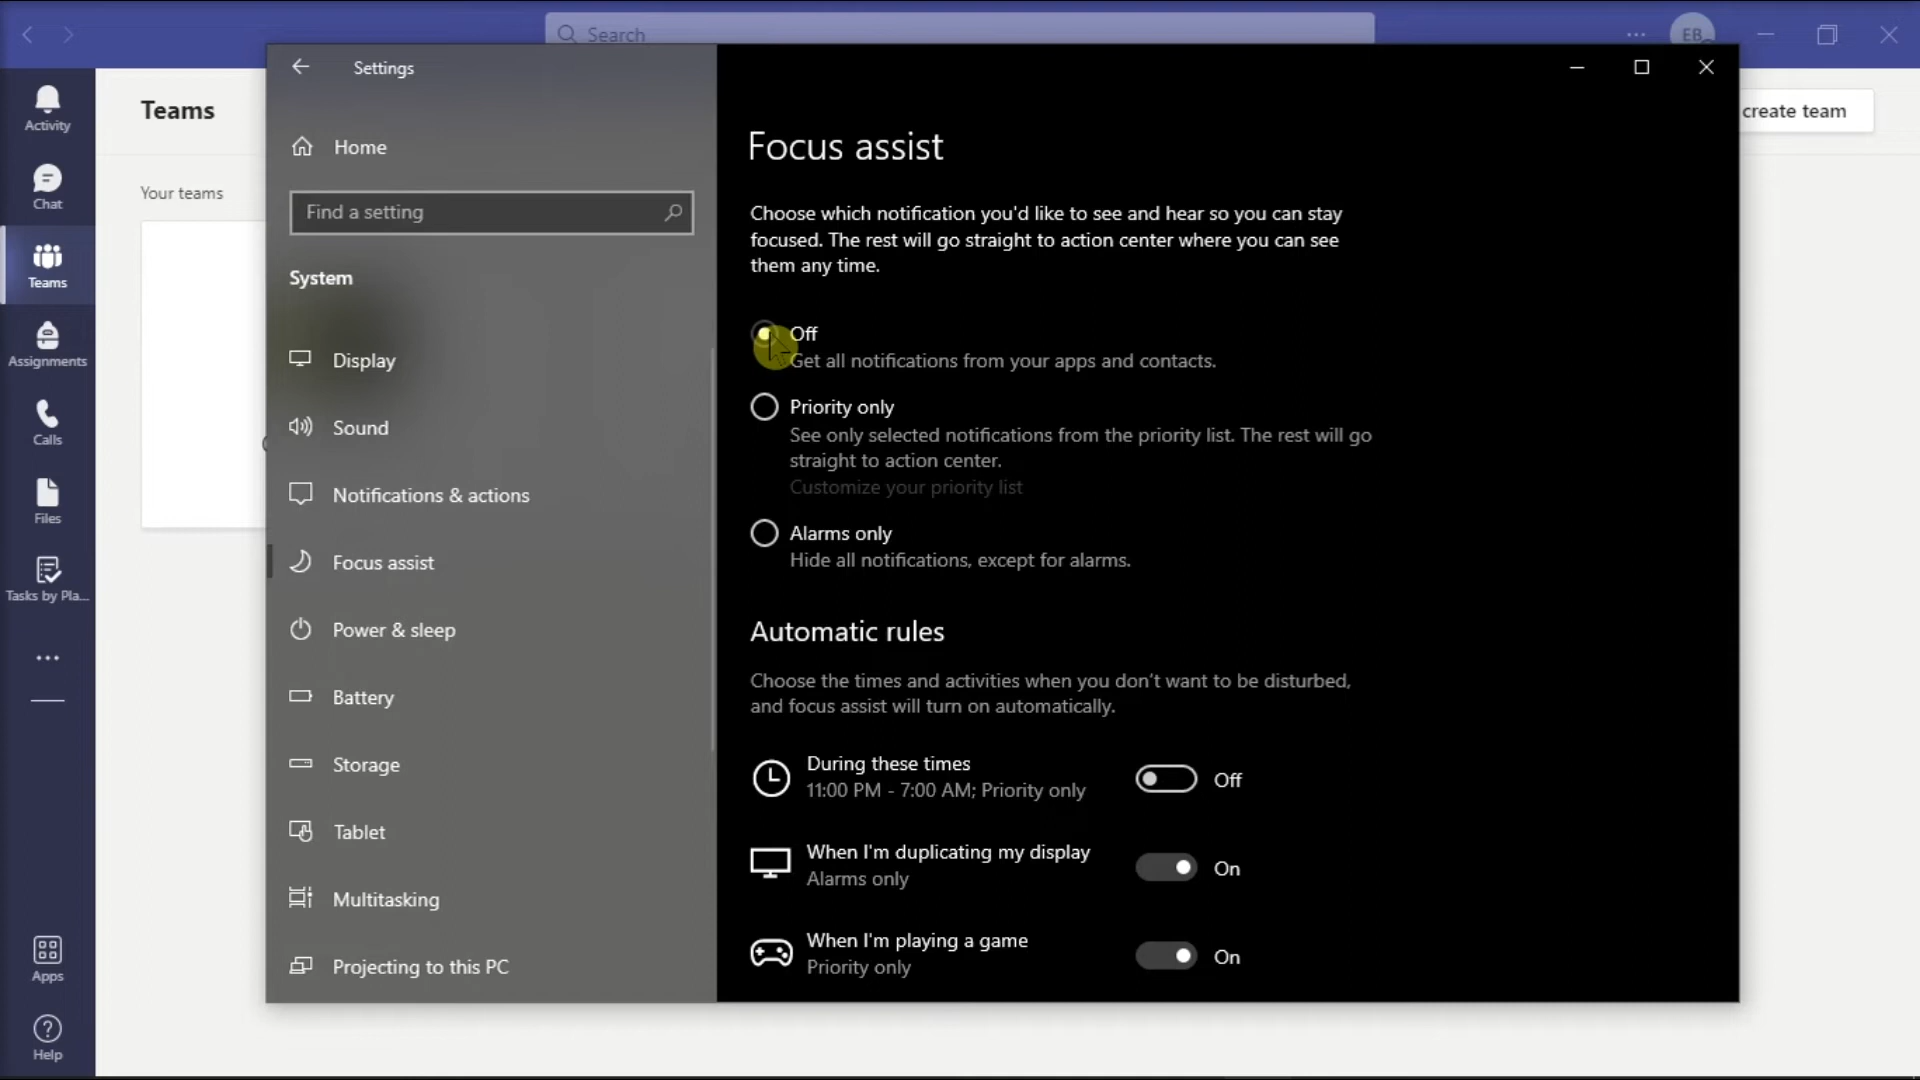 Search
EB
Settings
Activity
Chat
Teams
Assignments
Calls
Files
Tasks by Pla...
Apps
Help
Teams
create team
Your teams
Home
Find a setting
System
Display
Sound
Notifications & actions
Focus assist
Power & sleep
Battery
Storage
Tablet
Multitasking
Projecting to this PC
Focus assist
Choose which notification you'd like to see and hear so you can stay
focused. The rest will go straight to action center where you can see
them any time.
Off
Get all notifications from your apps and contacts.
Priority only
See only selected notifications from the priority list. The rest will go
straight to action center.
Customize your priority list
Alarms only
Hide all notifications, except for alarms.
Automatic rules
Choose the times and activities when you don't want to be disturbed,
and focus assist will turn on automatically.
During these times
11:00 PM - 7:00 AM; Priority only
Off
When I'm duplicating my display
Alarms only
On
When I'm playing a game
Priority only
On